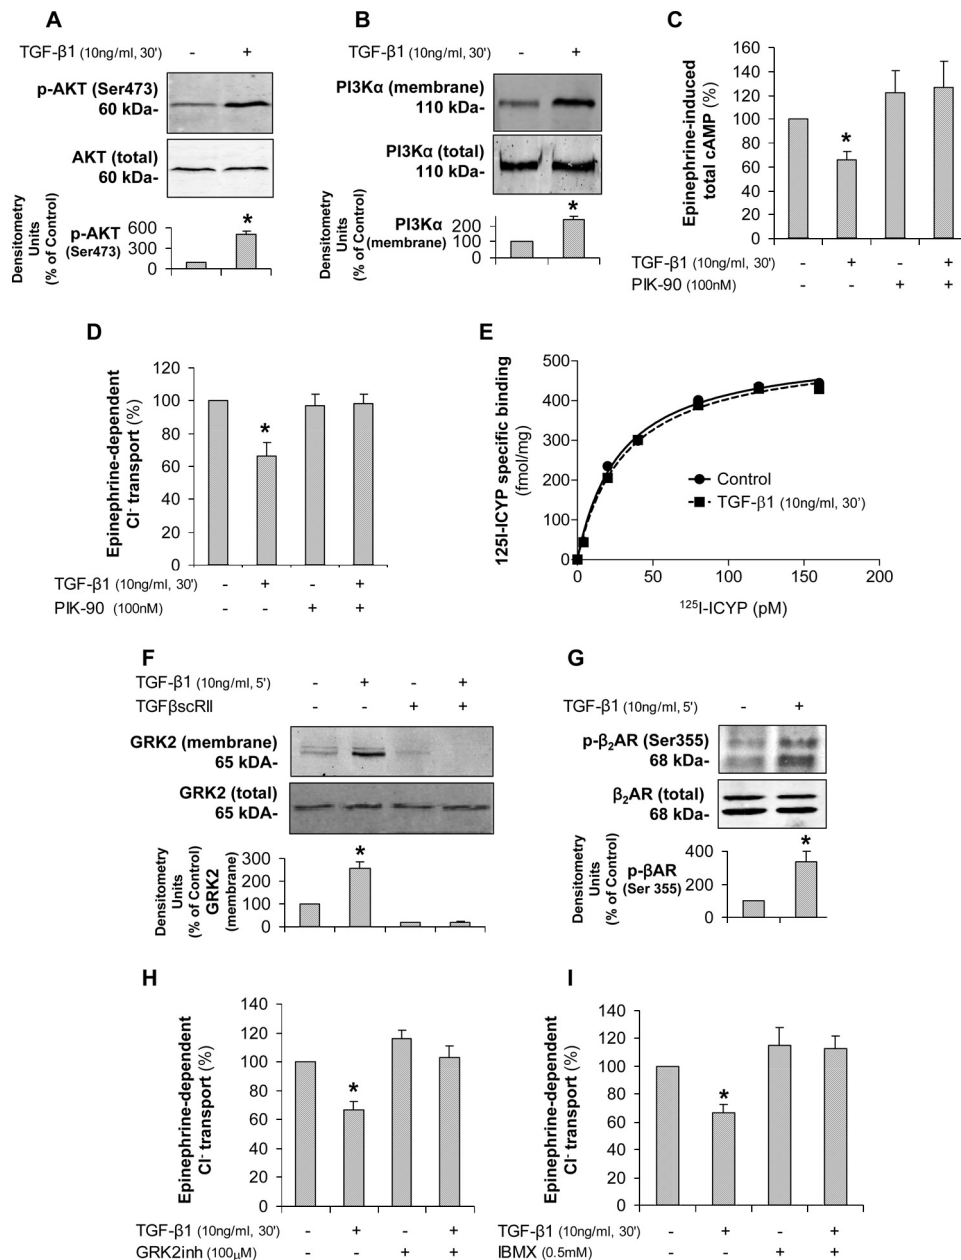 A
TGF-β1 (10ng/ml, 30') - +
p-AKT (Ser473)
60 kDa-
AKT (total)
60 kDa-
Densitometry
Units
(% of Control)
p-AKT
(Ser473)
600
300
0
*
B
TGF-β1 (10ng/ml, 30') - +
PI3Kα (membrane)
110 kDa-
PI3Kα (total)
110 kDa-
Densitometry
Units
(% of Control)
PI3Kα
(membrane)
200
100
0
*
C
Epinephrine-induced
total cAMP (%)
160
140
120
100
80
60
40
20
0
*
TGF-β1 (10ng/ml, 30') - + - +
PIK-90 (100nM) - - + +
D
Epinephrine-dependent
Cl- transport (%)
120
100
80
60
40
20
0
*
TGF-β1 (10ng/ml, 30') - + - +
PIK-90 (100nM) - - + +
E
125I-ICYP specific binding
(fmol/mg)
500
400
300
200
100
0
Control
TGF-β1 (10ng/ml, 30')
0 50 100 150 200
125I-ICYP (pM)
F
TGF-β1 (10ng/ml, 5') - + - +
TGFβscRII - - + +
GRK2 (membrane)
65 kDA-
GRK2 (total)
65 kDA-
Densitometry
Units
(% of Control)
GRK2
(membrane)
300
200
100
0
*
G
TGF-β1 (10ng/ml, 5') - +
p-β2AR (Ser355)
68 kDa-
β2AR (total)
68 kDa-
Densitometry
Units
(% of Control)
p-βAR
(Ser 355)
400
200
0
*
H
Epinephrine-dependent
Cl- transport (%)
140
120
100
80
60
40
20
0
*
TGF-β1 (10ng/ml, 30') - + - +
GRK2inh (100μM) - - + +
I
Epinephrine-dependent
Cl- transport (%)
140
120
100
80
60
40
20
0
*
TGF-β1 (10ng/ml, 30') - + - +
IBMX (0.5mM) - - + +